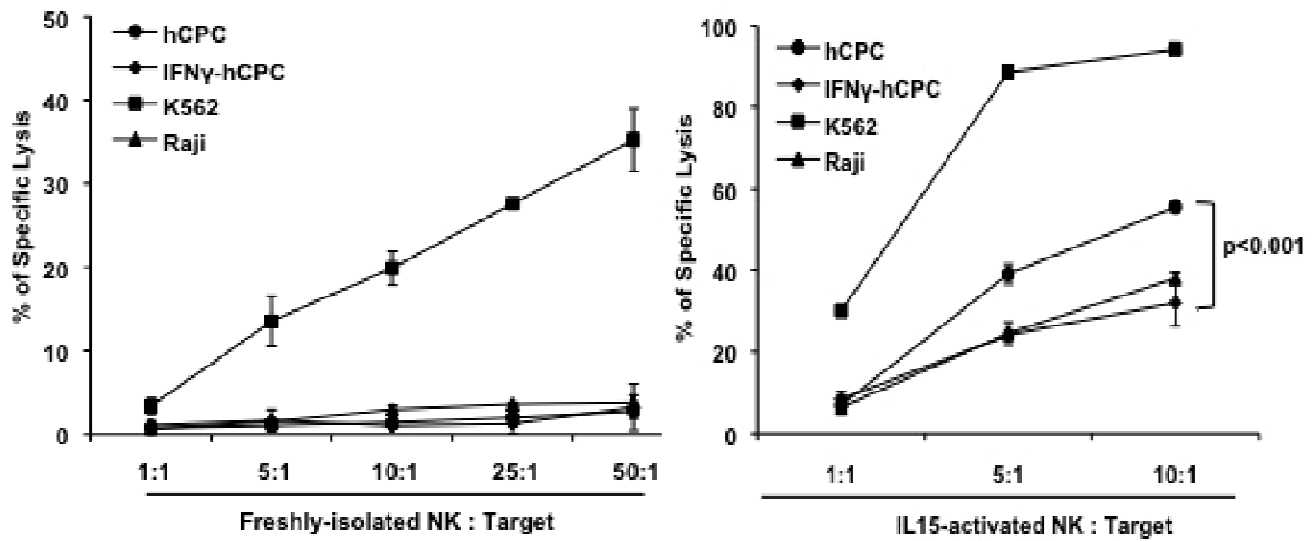 % of Specific Lysis
50
40
30
20
10
0
hCPC
IFNγ-hCPC
K562
Raji
1:1 5:1 10:1 25:1 50:1
Freshly-isolated NK : Target
% of Specific Lysis
100
80
60
40
20
0
hCPC
IFNγ-hCPC
K562
Raji
p<0.001
1:1 5:1 10:1
IL15-activated NK : Target